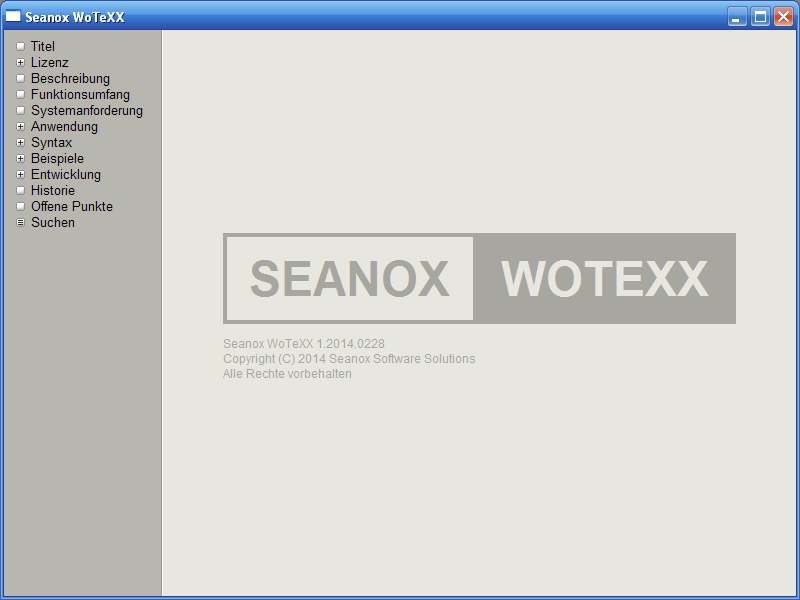 Seanox WoTeXX
Titel
Lizenz
Beschreibung
Funktionsumfang
Systemanforderung
Anwendung
Syntax
Beispiele
Entwicklung
Historie
Offene Punkte
Suchen
SEANOX WOTEXX
Seanox WoTeXX 1.2014.0228
Copyright (C) 2014 Seanox Software Solutions
Alle Rechte vorbehalten